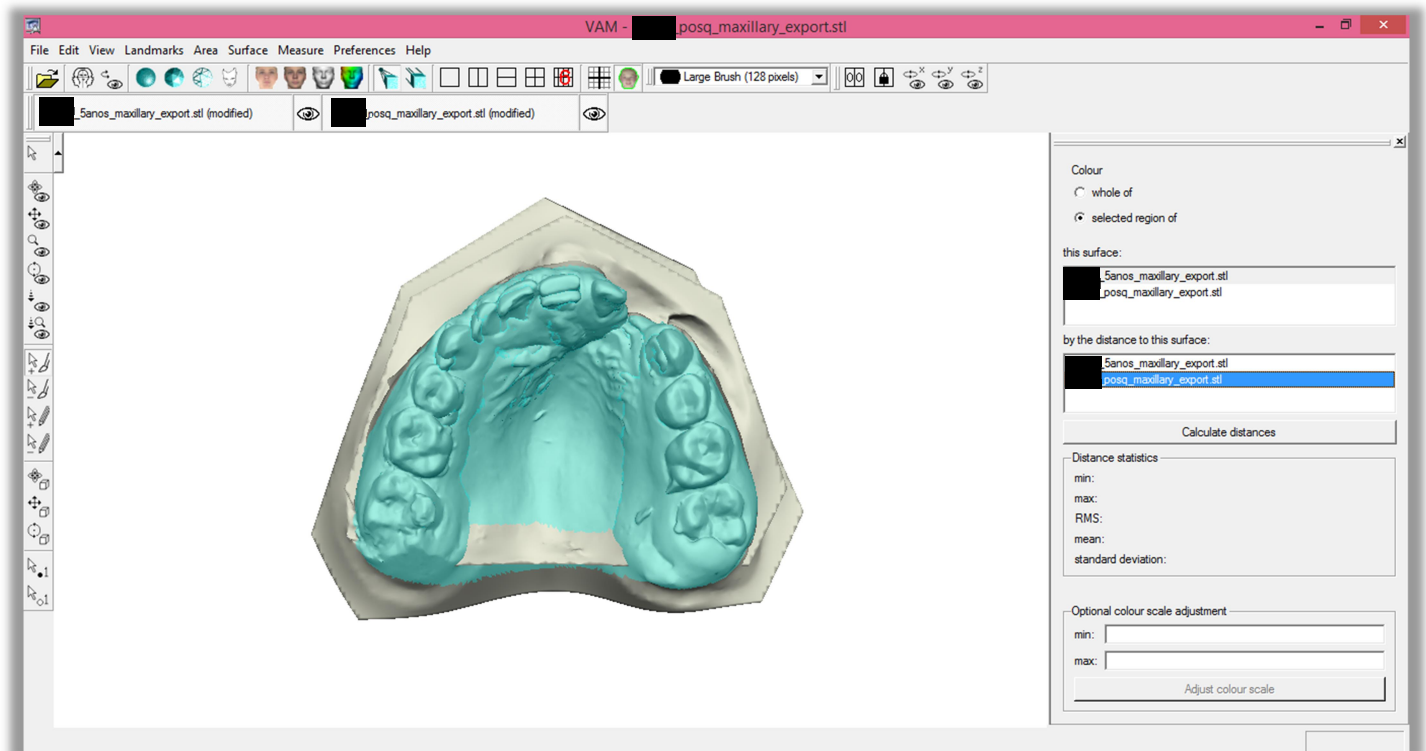 VAM - _posq_maxillary_export.stl
File Edit View Landmarks Area Surface Measure Preferences Help
Large Brush (128 pixels)
_5anos_maxillary_export.stl (modified)
_posq_maxillary_export.stl (modified)
Colour
whole of
selected region of
this surface:
_5anos_maxillary_export.stl
_posq_maxillary_export.stl
by the distance to this surface:
_5anos_maxillary_export.stl
_posq_maxillary_export.stl
Calculate distances
Distance statistics
min:
max:
RMS:
mean:
standard deviation:
Optional colour scale adjustment
min:
max:
Adjust colour scale